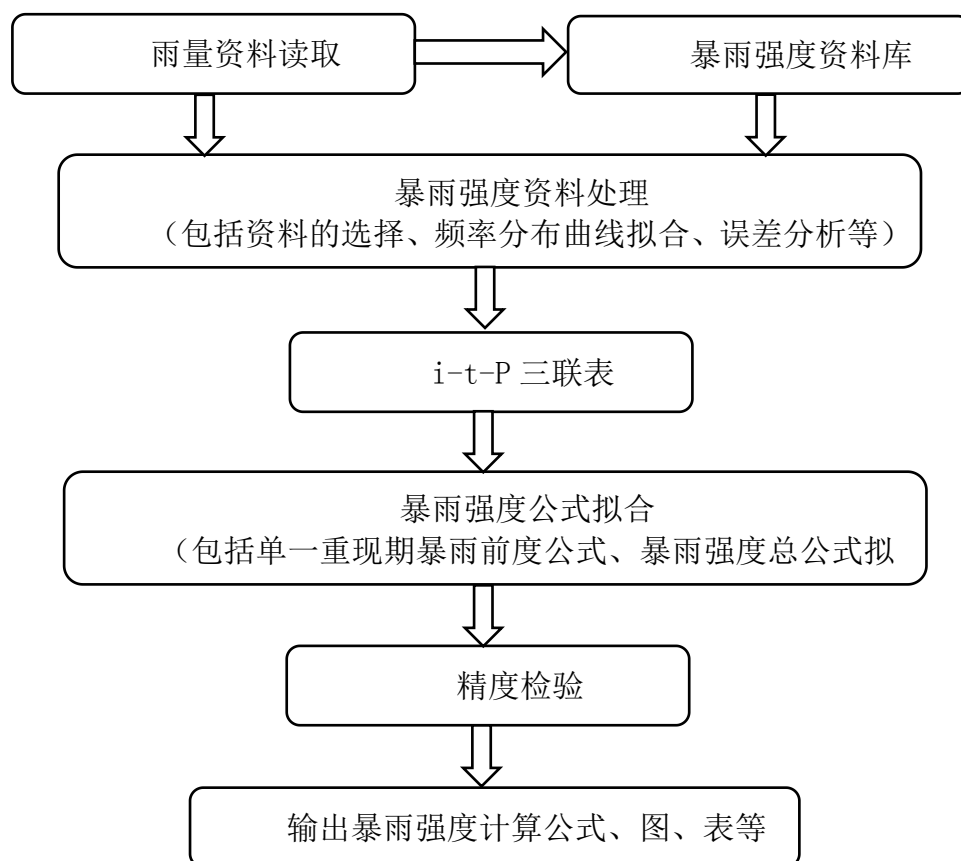 雨量资料读取
暴雨强度资料库
暴雨强度资料处理
（包括资料的选择、频率分布曲线拟合、误差分析等）
i-t-P 三联表
暴雨强度公式拟合
（包括单一重现期暴雨前度公式、暴雨强度总公式拟
精度检验
输出暴雨强度计算公式、图、表等